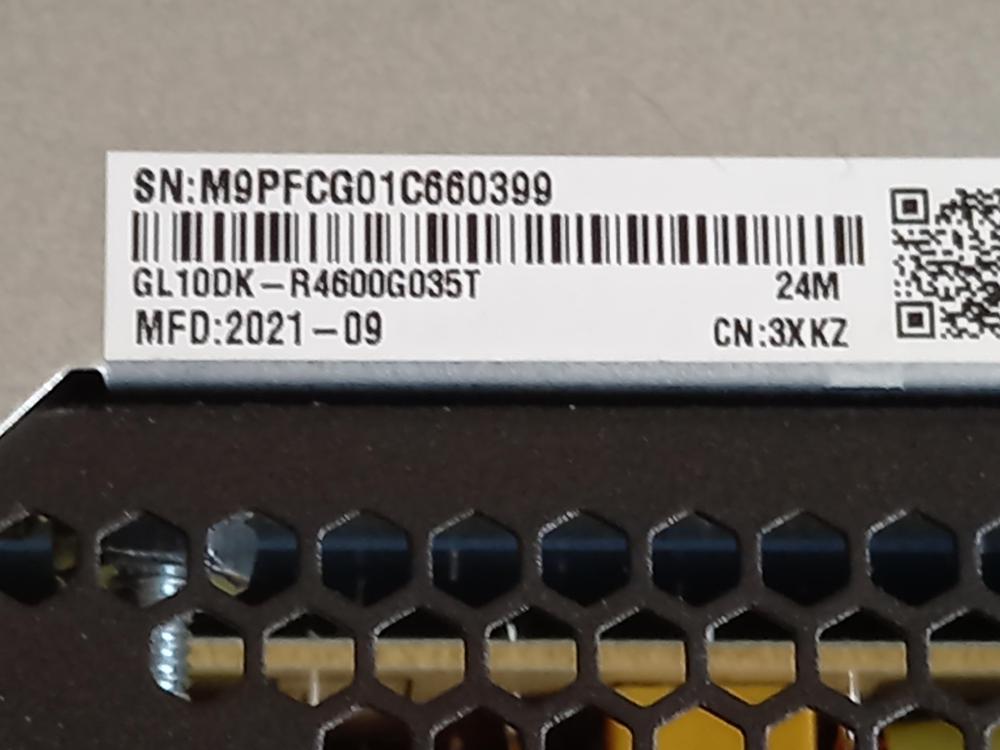 SN:M9PFCG01C660399
GL10DK-R4600G035T 24M
MFD:2021-09 CN:3XKZ